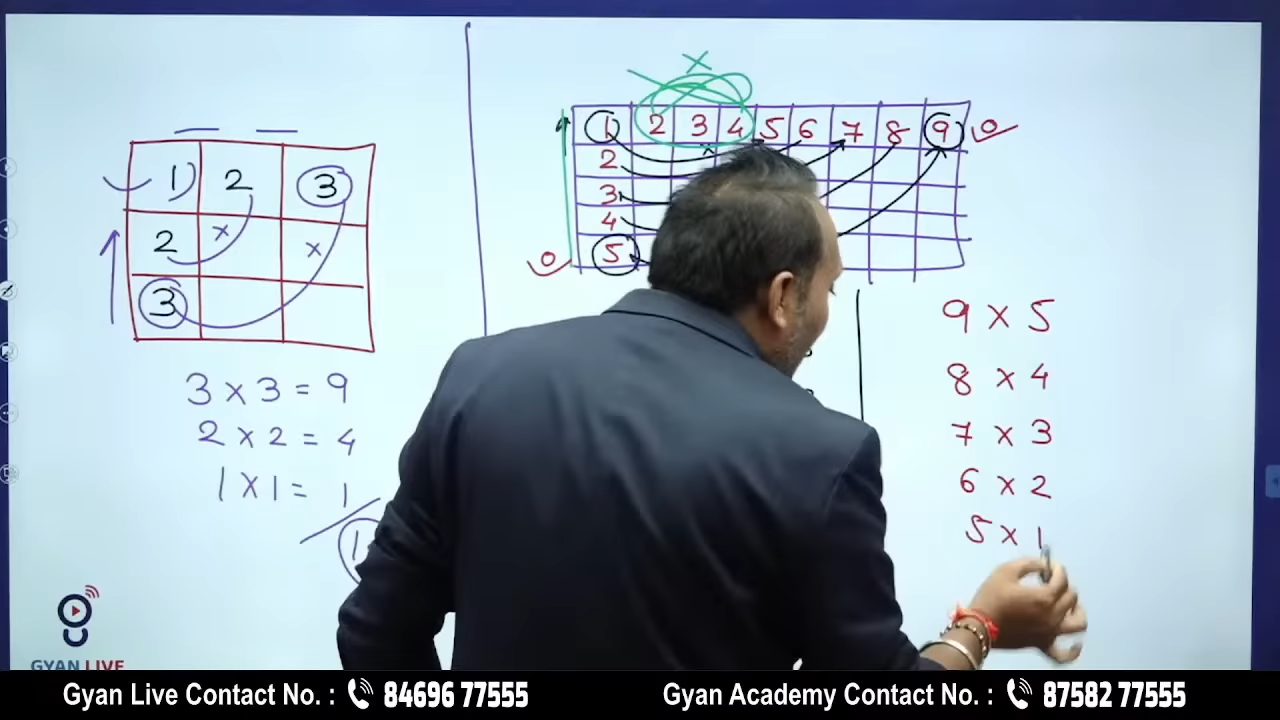 1 2 3
2 × ×
3
3 × 3 = 9
2 × 2 = 4
1 × 1 = 1
1
×
1 2 3 4 5 6 7 8 9
2
3
4
5
9 × 5
8 × 4
7 × 3
6 × 2
5 × 1
GYAN LIVE
Gyan Live Contact No. : 84696 77555
Gyan Academy Contact No. : 87582 77555